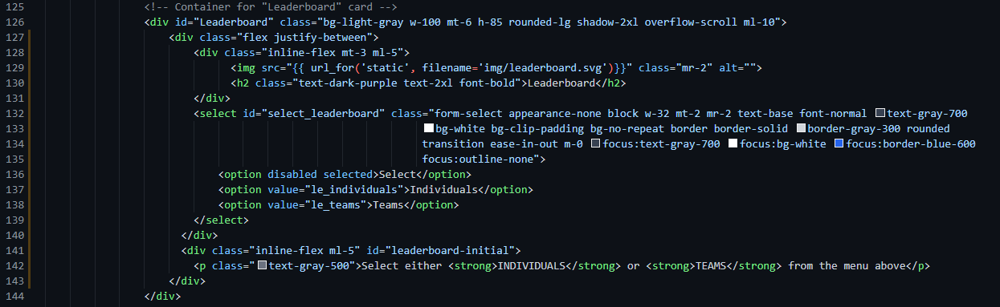 125 <!-- Container for "Leaderboard" card -->
126 <div id="Leaderboard" class="bg-light-gray w-100 mt-6 h-85 rounded-lg shadow-2xl overflow-scroll ml-10">
127 <div class="flex justify-between">
128 <div class="inline-flex mt-3 ml-5">
129 <img src="{{ url_for('static', filename='img/leaderboard.svg')}}" class="mr-2" alt="">
130 <h2 class="text-dark-purple text-2xl font-bold">Leaderboard</h2>
131 </div>
132 <select id="select_leaderboard" class="form-select appearance-none block w-32 mt-2 mr-2 text-base font-normal text-gray-700
133 bg-white bg-clip-padding bg-no-repeat border border-solid border-gray-300 rounded
134 transition ease-in-out m-0 focus:text-gray-700 focus:bg-white focus:border-blue-600
135 focus:outline-none">
136 <option disabled selected>Select</option>
137 <option value="le_individuals">Individuals</option>
138 <option value="le_teams">Teams</option>
139 </select>
140 </div>
141 <div class="inline-flex ml-5" id="leaderboard-initial">
142 <p class="text-gray-500">Select either <strong>INDIVIDUALS</strong> or <strong>TEAMS</strong> from the menu above</p>
143 </div>
144 </div>